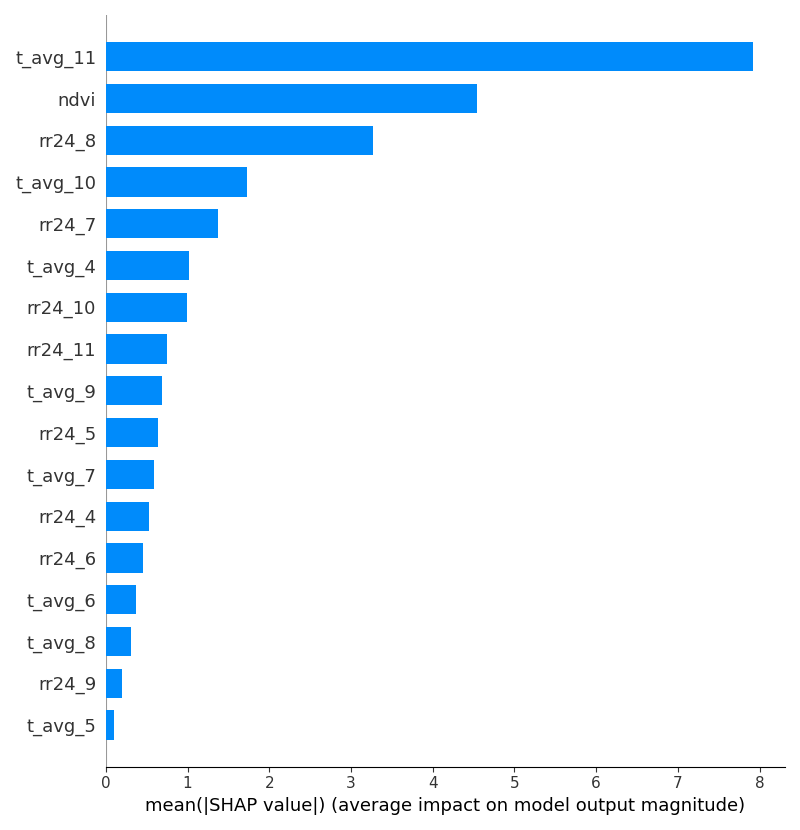 t_avg_11
ndvi
rr24_8
t_avg_10
rr24_7
t_avg_4
rr24_10
rr24_11
t_avg_9
rr24_5
t_avg_7
rr24_4
rr24_6
t_avg_6
t_avg_8
rr24_9
t_avg_5
0 1 2 3 4 5 6 7 8
mean(|SHAP value|) (average impact on model output magnitude)